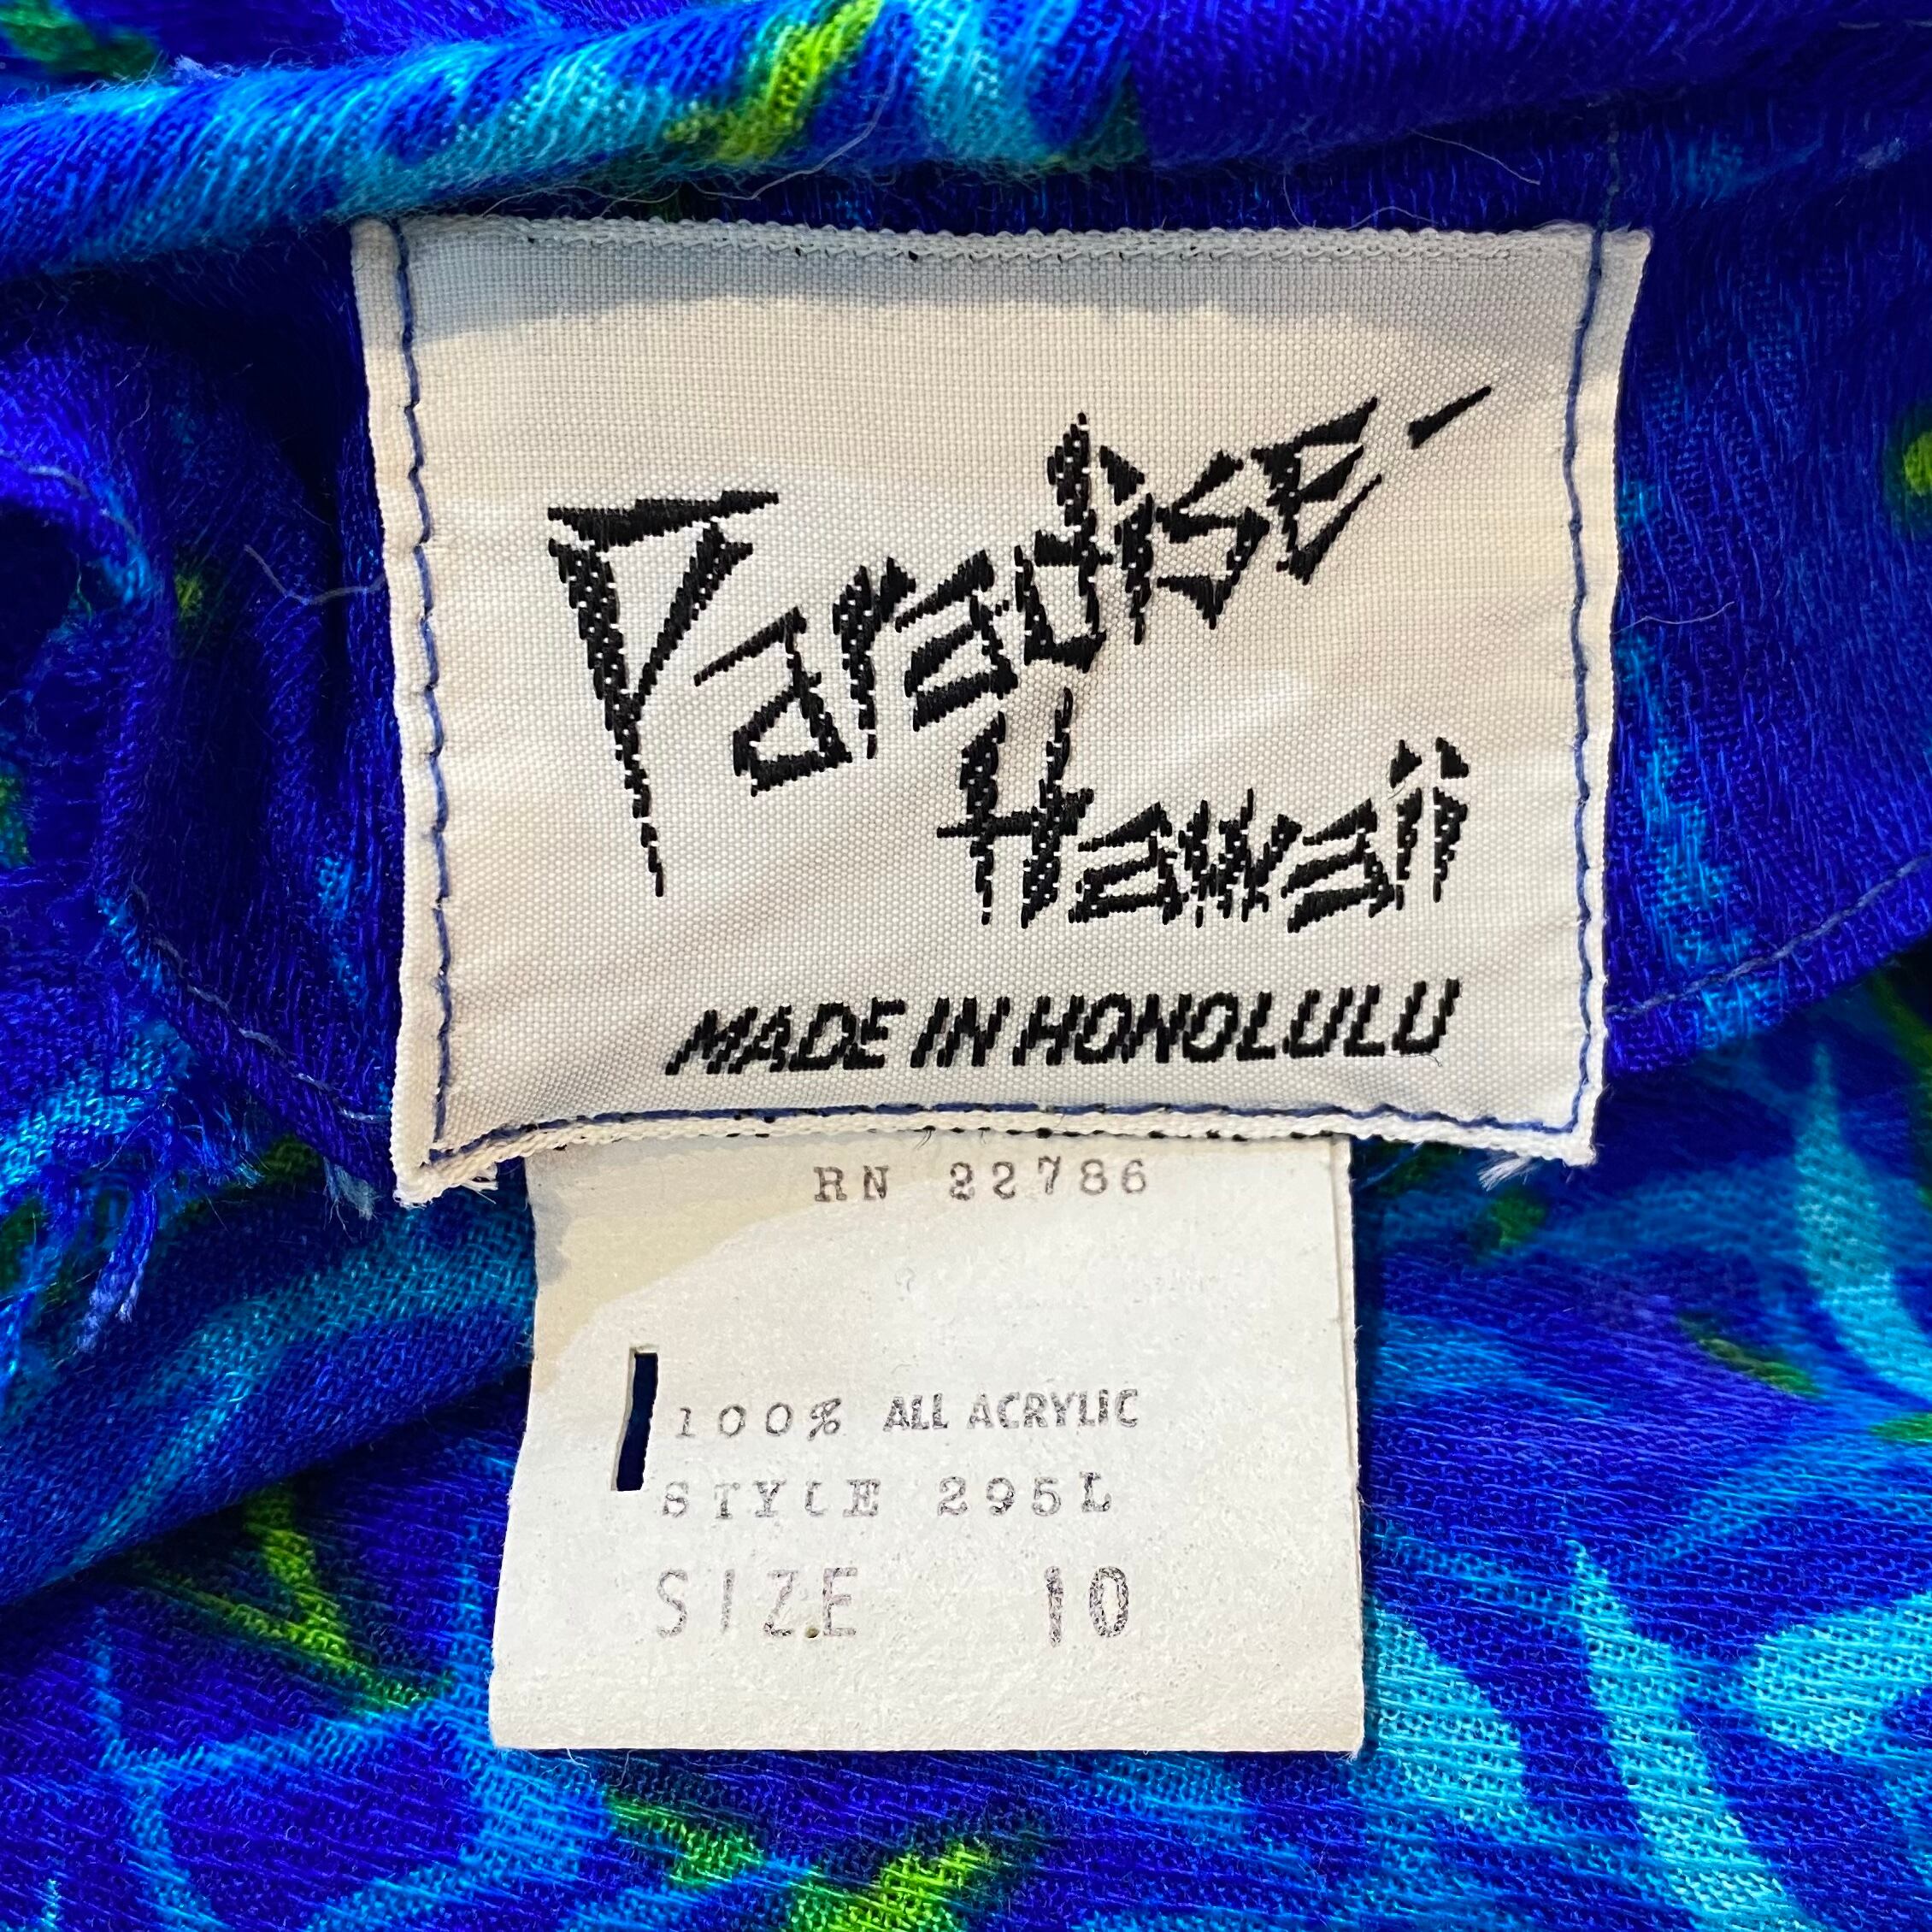 Paradise
Hawaii
MADE IN HONOLULU
RN 22786
100% ALL ACRYLIC
STYLE 295L
SIZE 10